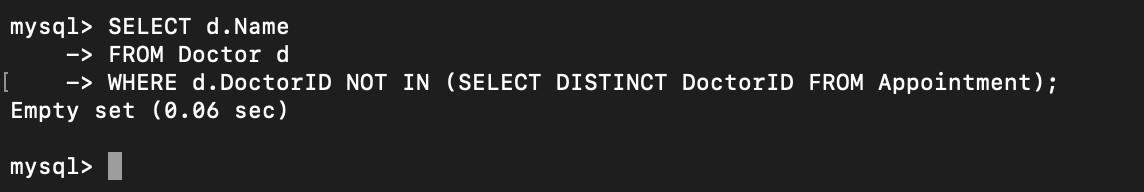 mysql> SELECT d.Name
    -> FROM Doctor d
[    -> WHERE d.DoctorID NOT IN (SELECT DISTINCT DoctorID FROM Appointment);
Empty set (0.06 sec)

mysql>